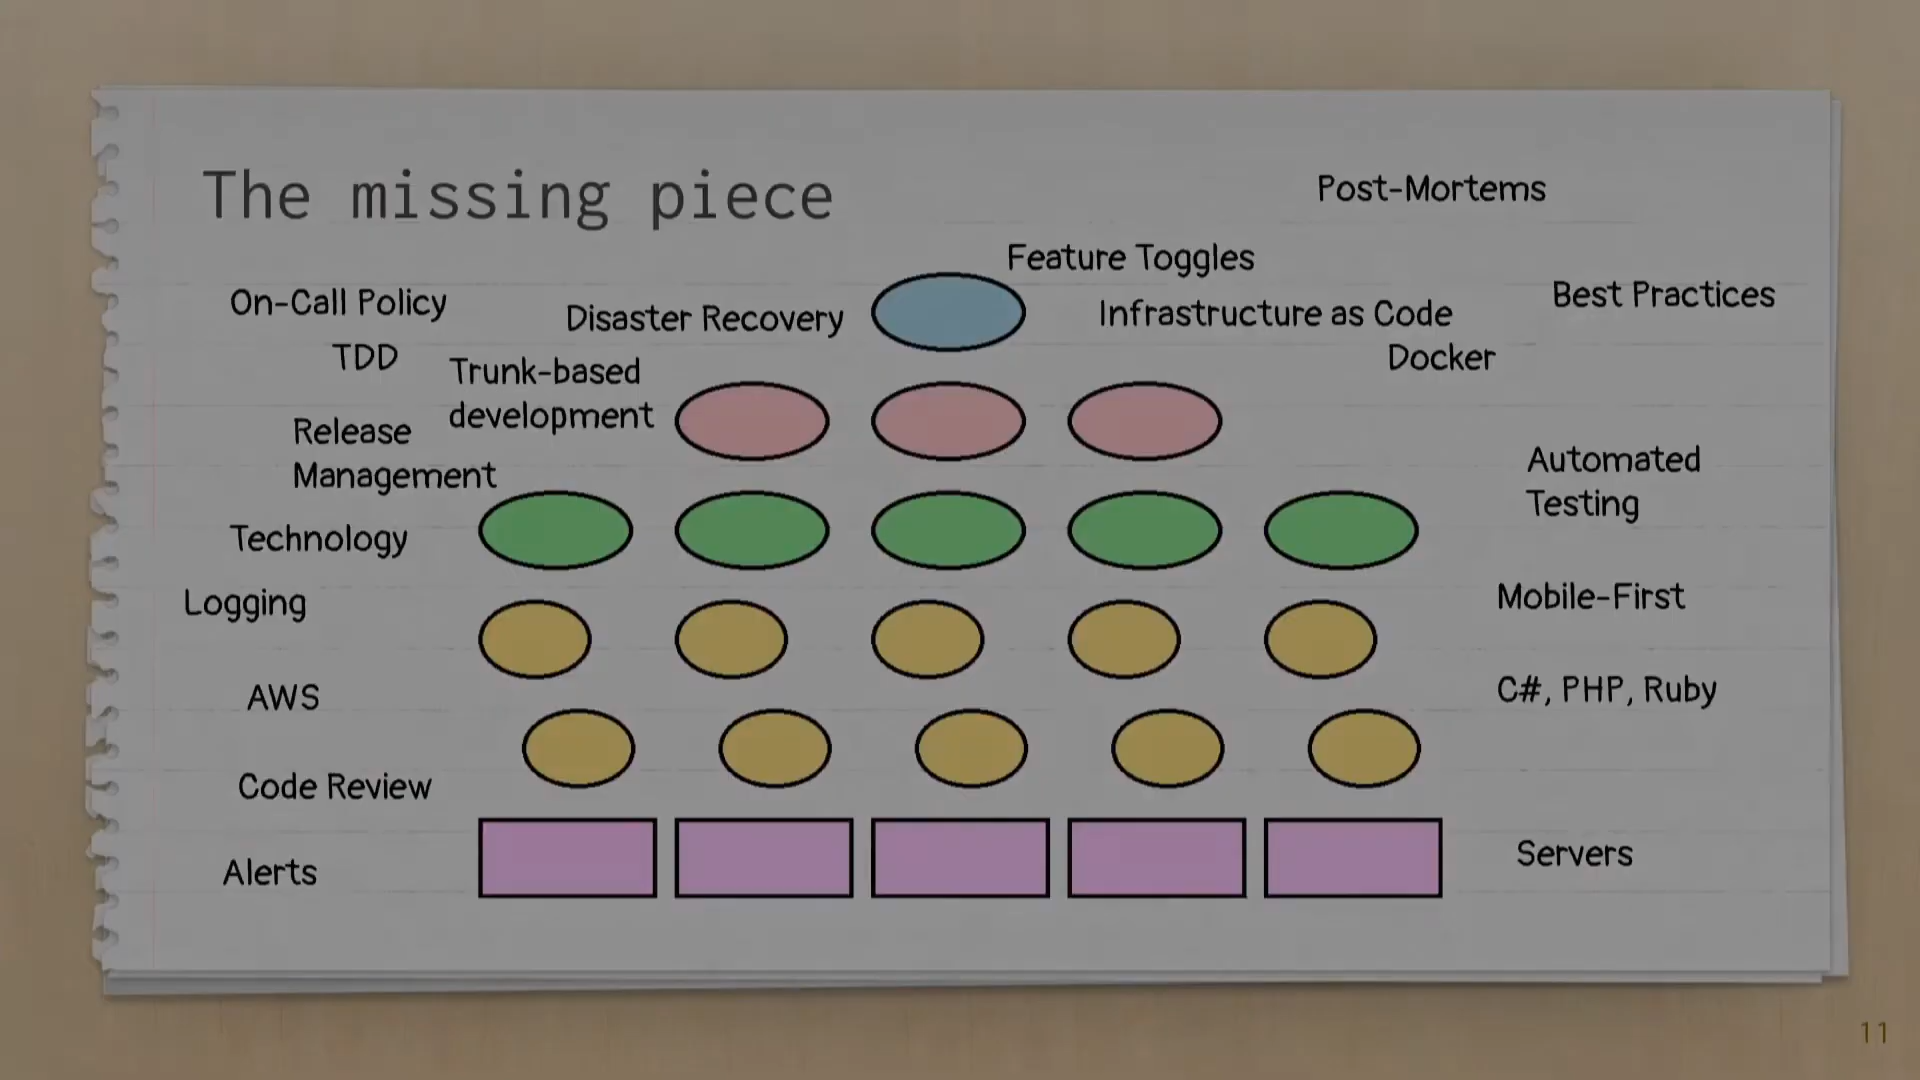 The missing piece
Post-Mortems
Feature Toggles
On-Call Policy
Disaster Recovery
Infrastructure as Code
Best Practices
TDD
Trunk-based
development
Docker
Release
Management
Automated
Testing
Technology
Logging
Mobile-First
AWS
C#, PHP, Ruby
Code Review
Alerts
Servers
11